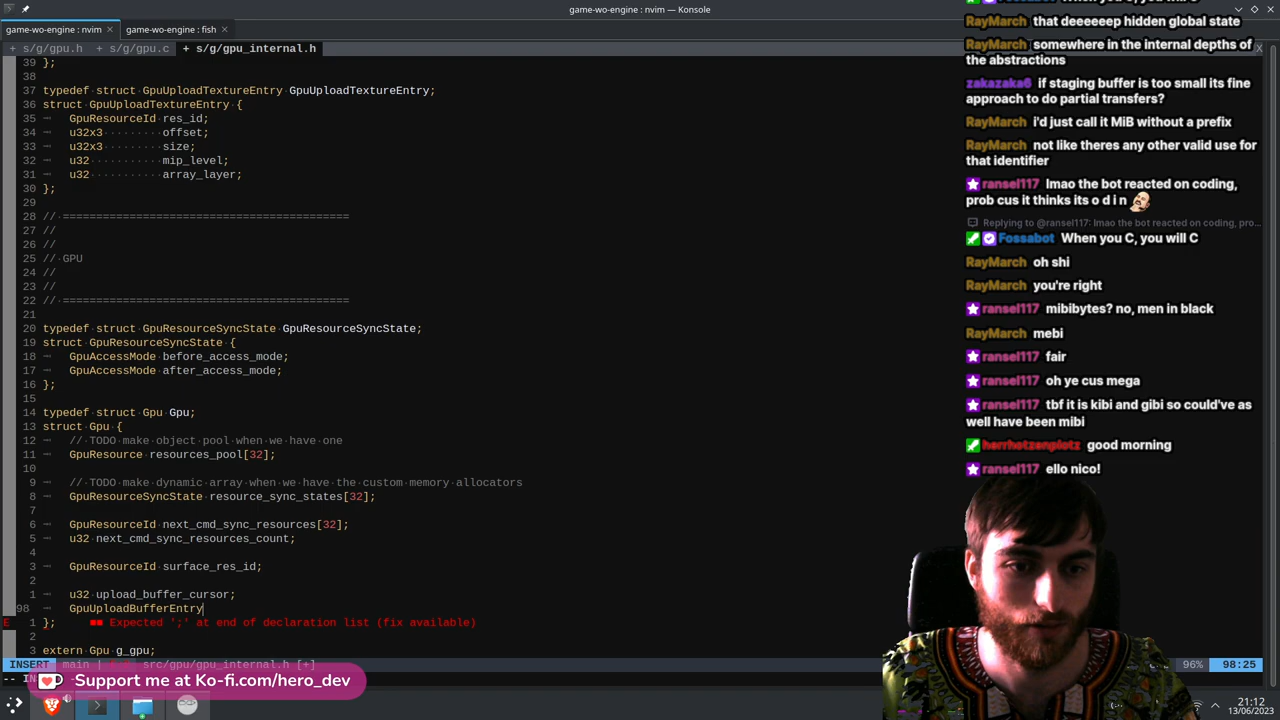 game-wo-engine : nvim — Konsole
game-wo-engine : nvim
game-wo-engine : fish
+ s/g/gpu.h
+ s/g/gpu.c
+ s/g/gpu_internal.h
39 };
38
37 typedef struct GpuUploadTextureEntry GpuUploadTextureEntry;
36 struct GpuUploadTextureEntry {
35 GpuResourceId res_id;
34 u32x3 offset;
33 u32x3 size;
32 u32 mip_level;
31 u32 array_layer;
30 };
29
28 // ===========================================
27 //
26 //
25 // GPU
24 //
23 //
22 // ===========================================
21
20 typedef struct GpuResourceSyncState GpuResourceSyncState;
19 struct GpuResourceSyncState {
18 GpuAccessMode before_access_mode;
17 GpuAccessMode after_access_mode;
16 };
15
14 typedef struct Gpu Gpu;
13 struct Gpu {
12 // TODO make object pool when we have one
11 GpuResource resources_pool[32];
10
9 // TODO make dynamic array when we have the custom memory allocators
8 GpuResourceSyncState resource_sync_states[32];
7
6 GpuResourceId next_cmd_sync_resources[32];
5 u32 next_cmd_sync_resources_count;
4
3 GpuResourceId surface_res_id;
2
1 u32 upload_buffer_cursor;
98 GpuUploadBufferEntry
E 1 }; ■■ Expected ';' at end of declaration list (fix available)
2
3 extern Gpu g_gpu;
INSERT main | src/gpu/gpu_internal.h [+] 96% 98:25
Support me at Ko-fi.com/hero_dev
RayMarch that deeeeeep hidden global state
RayMarch somewhere in the internal depths of
the abstractions
zakazaka6 if staging buffer is too small its fine
approach to do partial transfers?
RayMarch i'd just call it MiB without a prefix
RayMarch not like theres any other valid use for
that identifier
ransel117 lmao the bot reacted on coding,
prob cus it thinks its o d i n
Replying to @ransel117: lmao the bot reacted on coding, pro...
Fossabot When you C, you will C
RayMarch oh shi
RayMarch you're right
ransel117 mibibytes? no, men in black
RayMarch mebi
ransel117 fair
ransel117 oh ye cus mega
ransel117 tbf it is kibi and gibi so could've as
well have been mibi
herrhotzenplotz good morning
ransel117 ello nico!
21:12
13/06/2023